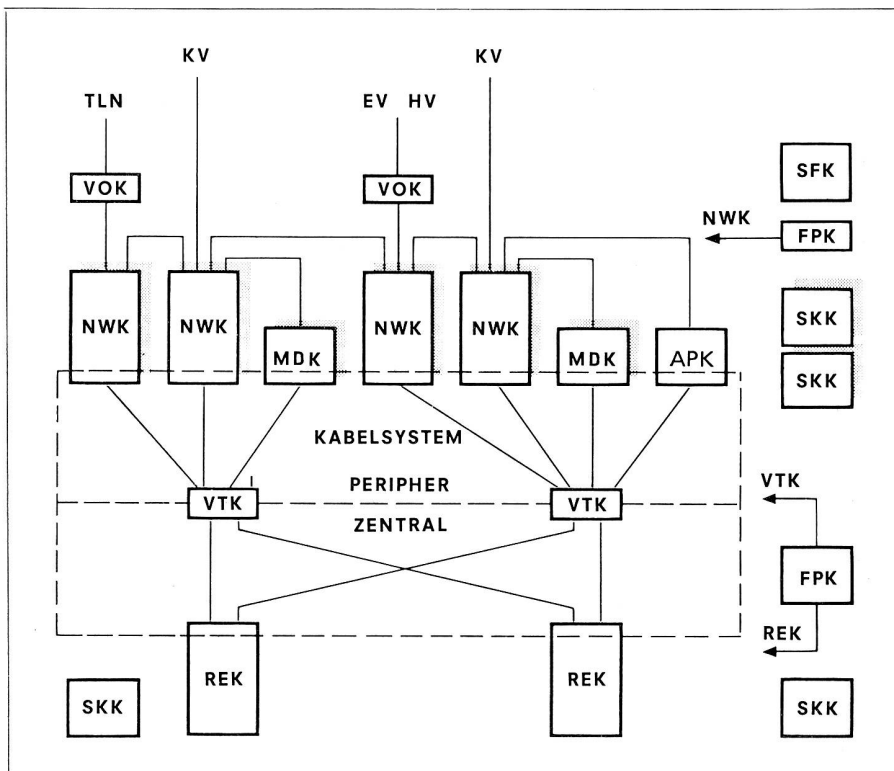 KV KV
TLN EV HV
VOK VOK SFK
NWK FPK
NWK NWK MDK NWK NWK MDK APK SKK
SKK
KABELSYSTEM
PERIPHER VTK
VTK VTK
ZENTRAL
FPK
REK
REK REK
SKK SKK